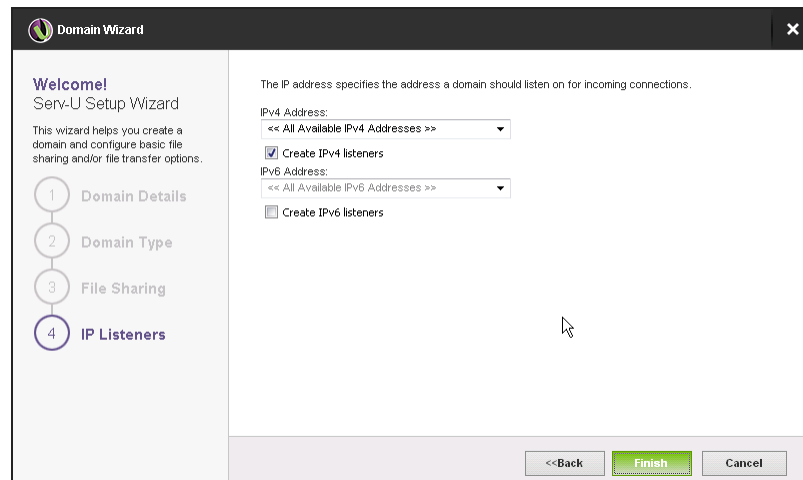 Domain Wizard
Welcome!
Serv-U Setup Wizard
This wizard helps you create a
domain and configure basic file
sharing and/or file transfer options.
1 Domain Details
2 Domain Type
3 File Sharing
4 IP Listeners
The IP address specifies the address a domain should listen on for incoming connections.
IPv4 Address:
<< All Available IPv4 Addresses >>
Create IPv4 listeners
IPv6 Address:
<< All Available IPv6 Addresses >>
Create IPv6 listeners
<<Back Finish Cancel